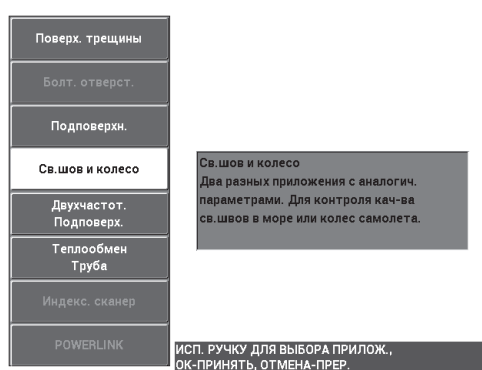 Поверх. трещины
Болт. отверст.
Подповерхн.
Св.шов и колесо
Двухчастот.
Подповерх.
Теплообмен
Труба
Индекс. сканер
POWERLINK
Св.шов и колесо
Два разных приложения с аналогич.
параметрами. Для контроля кач-ва
св.швов в море или колес самолета.
ИСП. РУЧКУ ДЛЯ ВЫБОРА ПРИЛОЖ.,
ОК-ПРИНЯТЬ, ОТМЕНА-ПРЕР.